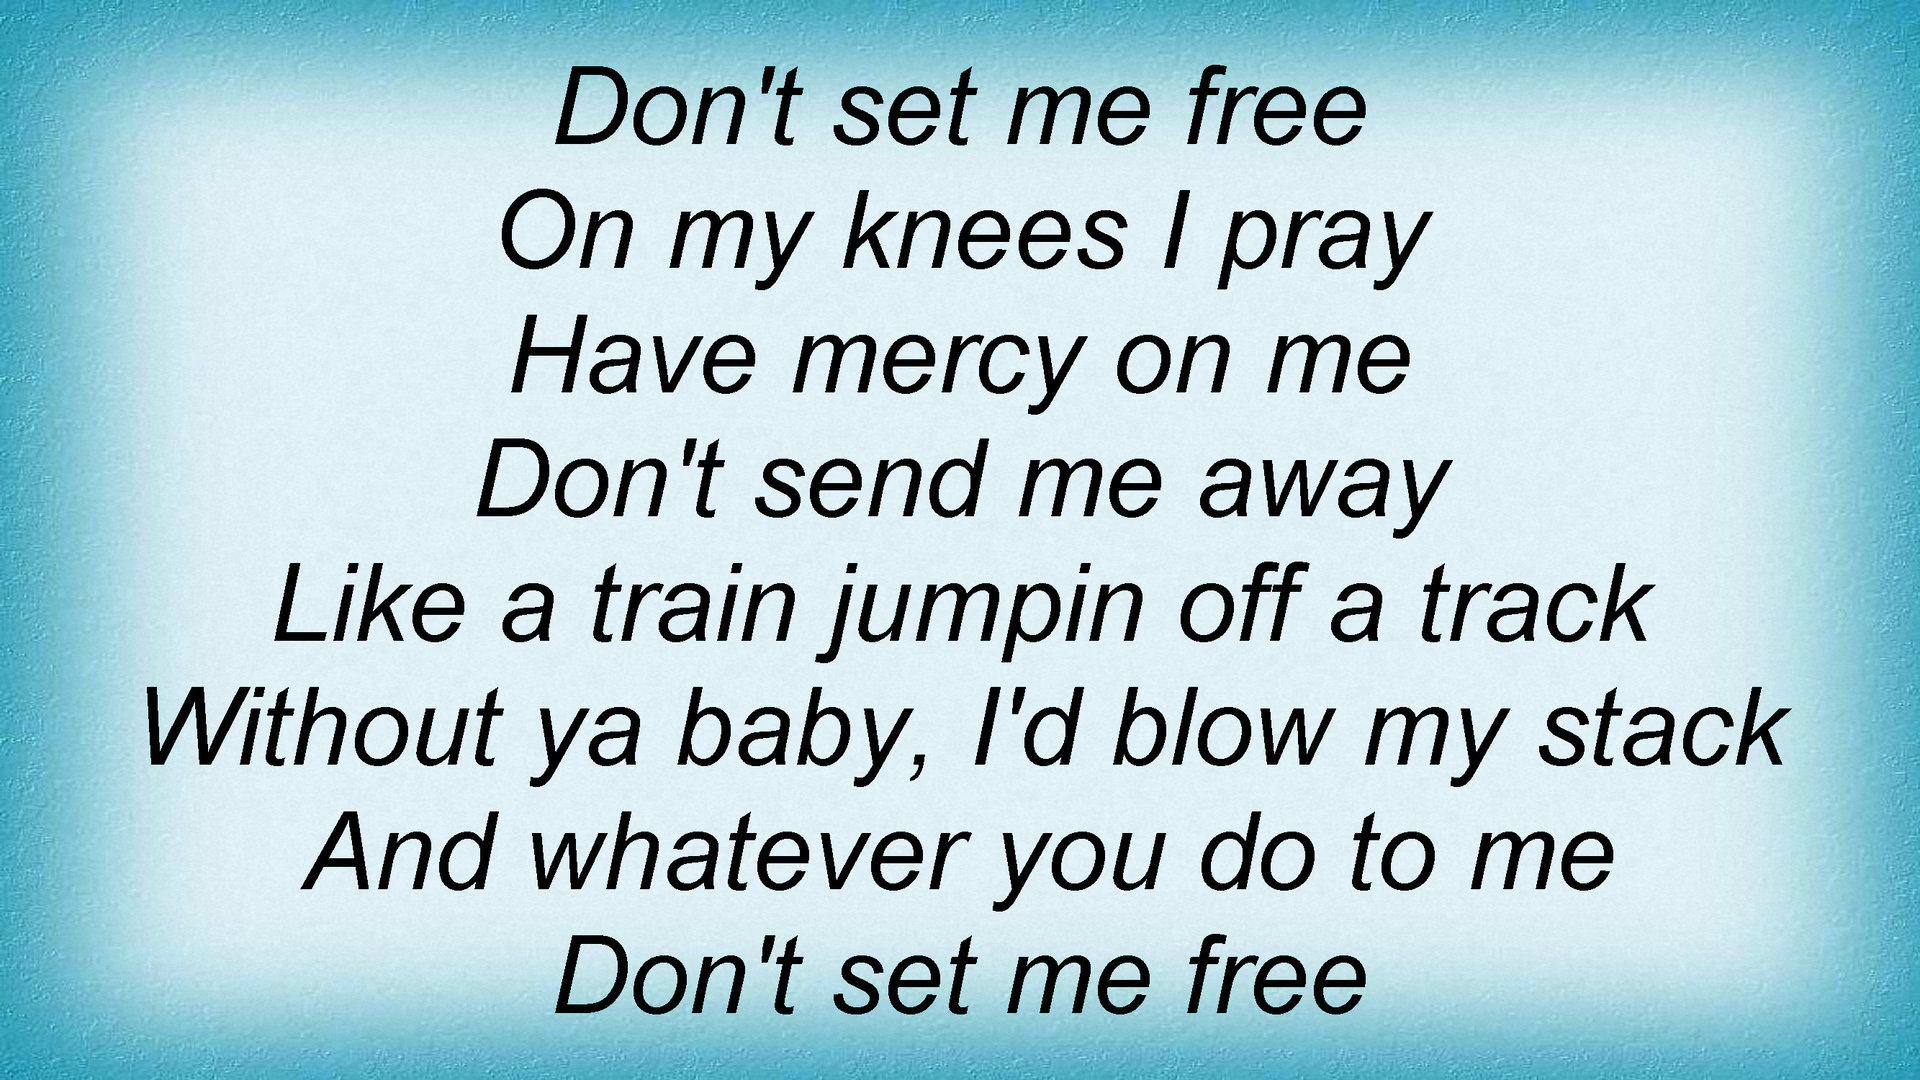 Don't set me free
On my knees I pray
Have mercy on me
Don't send me away
Like a train jumpin off a track
Without ya baby, I'd blow my stack
And whatever you do to me
Don't set me free